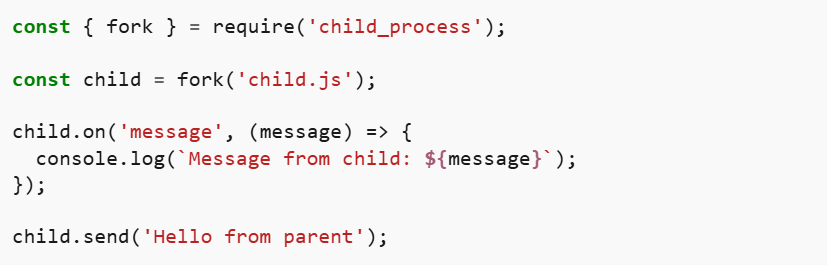 const { fork } = require('child_process');
const child = fork('child.js');
child.on('message', (message) => {
  console.log(`Message from child: ${message}`);
});
child.send('Hello from parent');